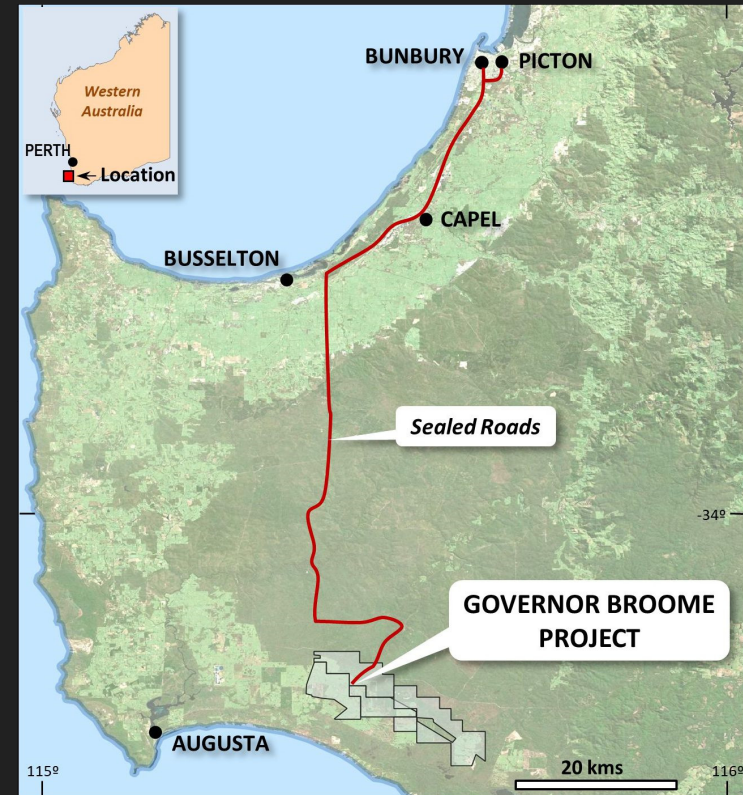 Western
Australia
PERTH
Location
BUNBURY
PICTON
CAPEL
BUSSELTON
Sealed Roads
-34º
GOVERNOR BROOME
PROJECT
AUGUSTA
20 kms
115º
116º